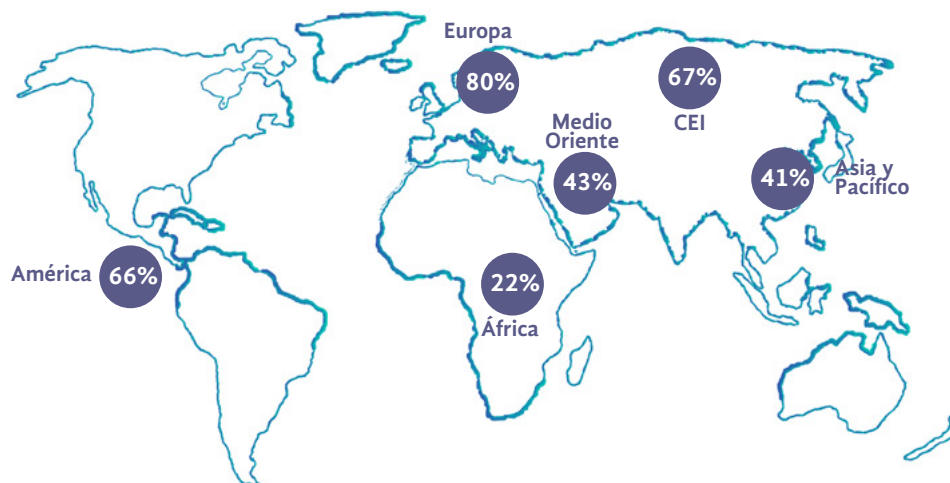 Europa
80%
67%
CEI
Medio
Oriente
43%
41%
Asia y
Pacífico
América
66%
22%
África